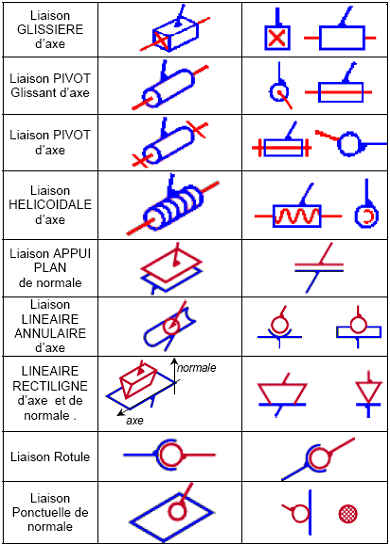 Liaison
GLISSIERE
d'axe
Liaison PIVOT
Glissant d'axe
Liaison PIVOT
d'axe
Liaison
HELICOIDALE
d'axe
Liaison APPUI
PLAN
de normale
Liaison
LINEAIRE
ANNULAIRE
d'axe
LINEAIRE
RECTILIGNE
d'axe et de
normale .
normale
axe
Liaison Rotule
Liaison
Ponctuelle de
normale